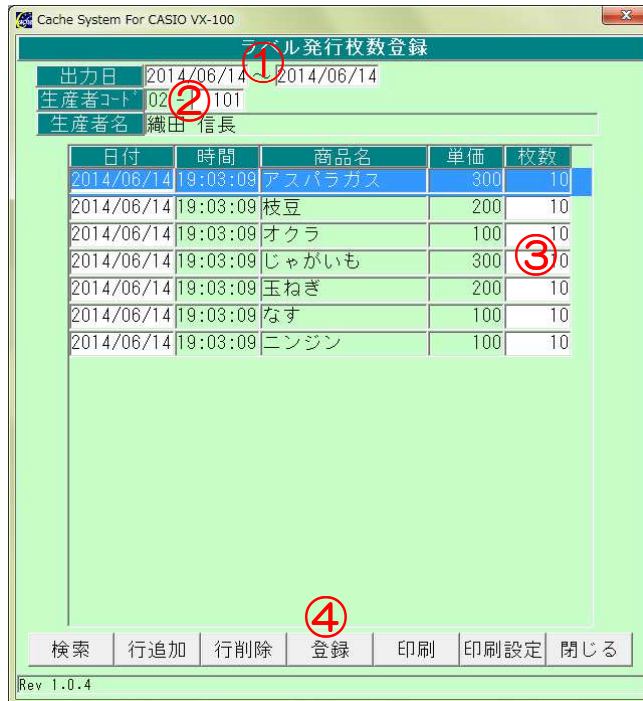 Cache System For CASIO VX-100
ラベル発行枚数登録
①
出力日 2014/06/14 ~ 2014/06/14
生産者コード 02 - 101
②
生産者名 織田 信長
日付 時間 商品名 単価 枚数
2014/06/14 19:03:09 アスパラガス 300 10
2014/06/14 19:03:09 枝豆 200 10
2014/06/14 19:03:09 オクラ 100 10
③
2014/06/14 19:03:09 じゃがいも 300 10
2014/06/14 19:03:09 玉ねぎ 200 10
2014/06/14 19:03:09 なす 100 10
2014/06/14 19:03:09 ニンジン 100 10
④
検索 行追加 行削除 登録 印刷 印刷設定 閉じる
Rev 1.0.4